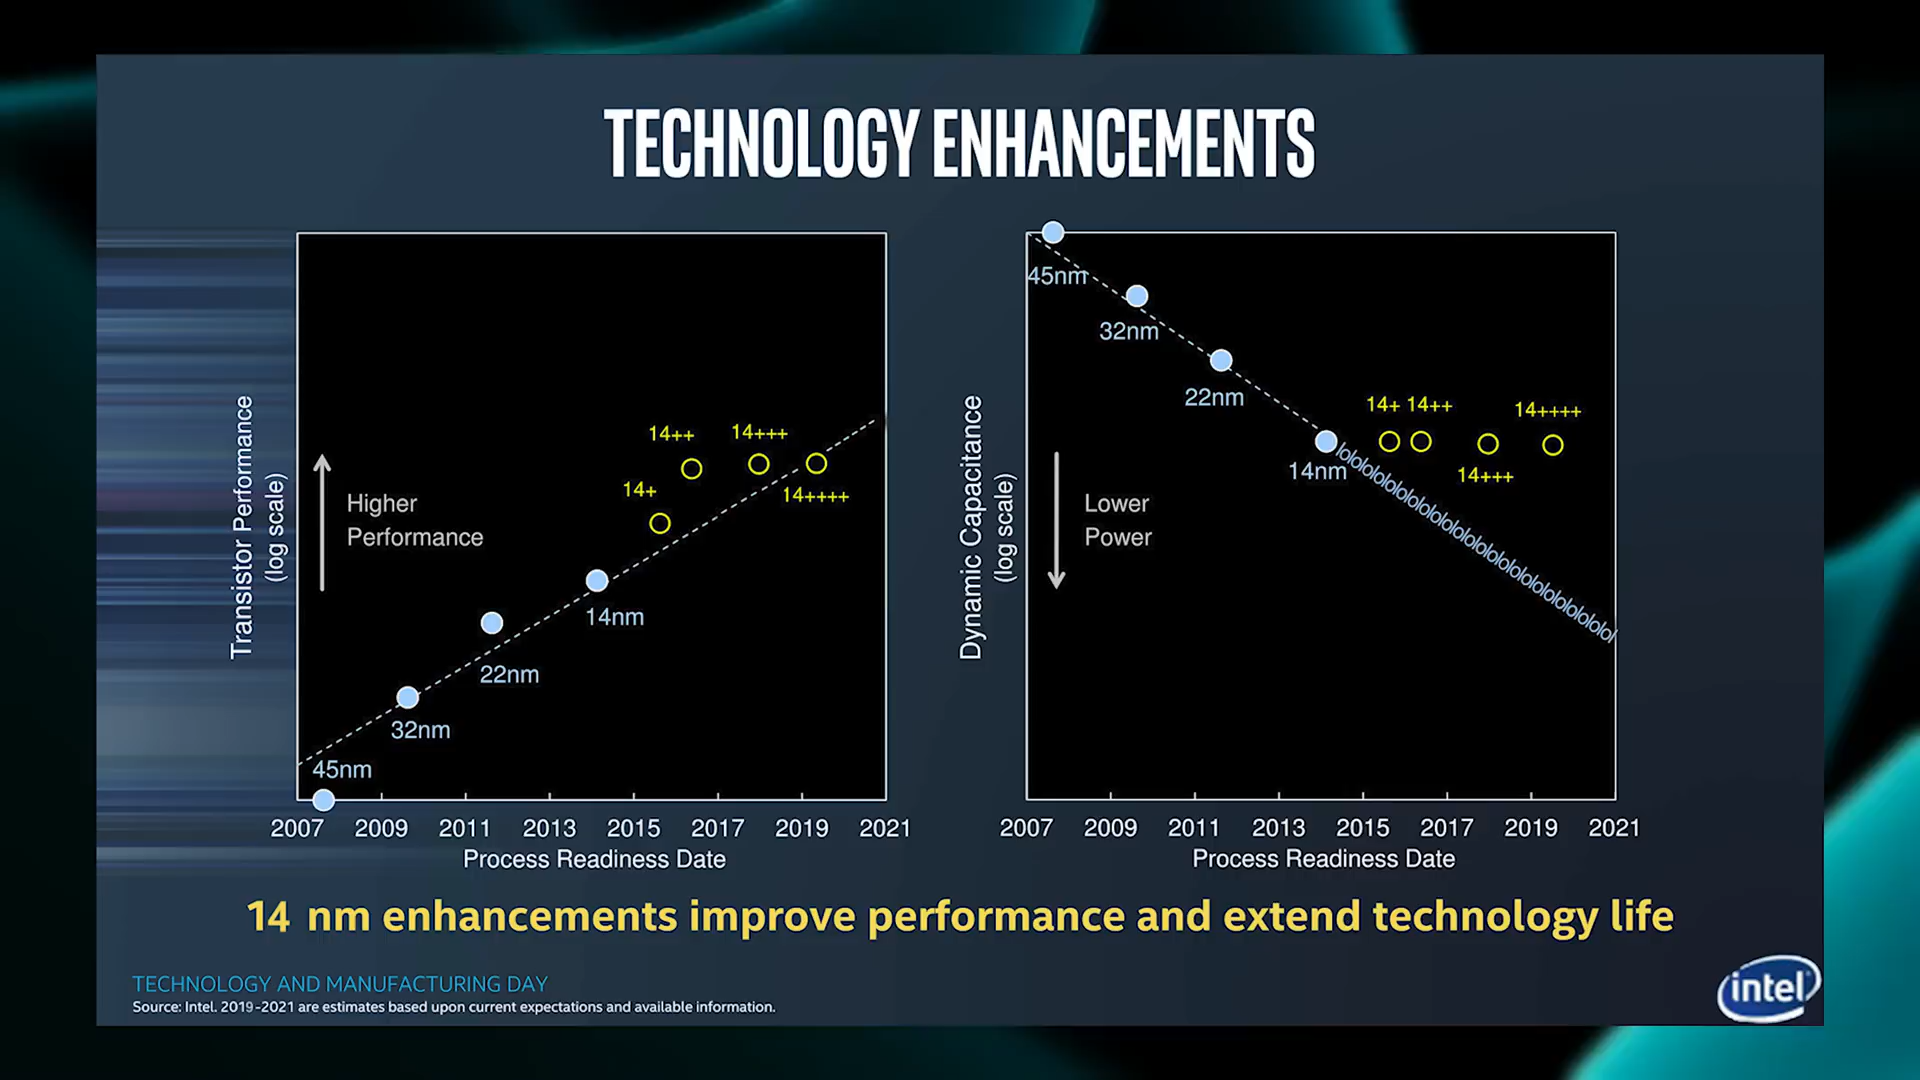 TECHNOLOGY ENHANCEMENTS
Transistor Performance
(log scale)
Higher
Performance
45nm
32nm
22nm
14nm
14+
14++
14+++
14++++
2007 2009 2011 2013 2015 2017 2019 2021
Process Readiness Date
Dynamic Capacitance
(log scale)
Lower
Power
45nm
32nm
22nm
14nm
14+ 14++
14+++
14++++
lololololololololololololololololololololololol
2007 2009 2011 2013 2015 2017 2019 2021
Process Readiness Date
14 nm enhancements improve performance and extend technology life
TECHNOLOGY AND MANUFACTURING DAY
Source: Intel. 2019-2021 are estimates based upon current expectations and available information.
intel